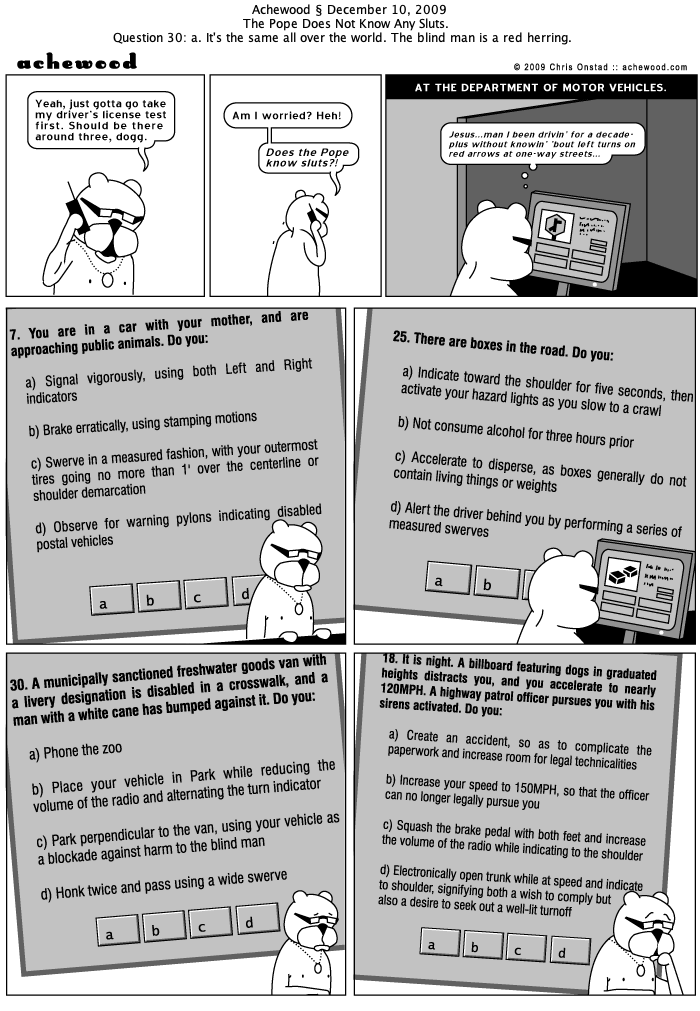 Achewood § December 10, 2009
The Pope Does Not Know Any Sluts.
Question 30: a. It's the same all over the world. The blind man is a red herring.
achewood
© 2009 Chris Onstad :: achewood.com
Yeah, just gotta go take
my driver's license test
first. Should be there
around three, dogg.
Am I worried? Heh!
Does the Pope
know sluts?!
AT THE DEPARTMENT OF MOTOR VEHICLES.
Jesus...man I been drivin' for a decade-
plus without knowin' 'bout left turns on
red arrows at one-way streets...
7. You are in a car with your mother, and are
approaching public animals. Do you:
a) Signal vigorously, using both Left and Right
indicators
b) Brake erratically, using stamping motions
c) Swerve in a measured fashion, with your outermost
tires going no more than 1' over the centerline or
shoulder demarcation
d) Observe for warning pylons indicating disabled
postal vehicles
a b c d
25. There are boxes in the road. Do you:
a) Indicate toward the shoulder for five seconds, then
activate your hazard lights as you slow to a crawl
b) Not consume alcohol for three hours prior
c) Accelerate to disperse, as boxes generally do not
contain living things or weights
d) Alert the driver behind you by performing a series of
measured swerves
a b
30. A municipally sanctioned freshwater goods van with
a livery designation is disabled in a crosswalk, and a
man with a white cane has bumped against it. Do you:
a) Phone the zoo
b) Place your vehicle in Park while reducing the
volume of the radio and alternating the turn indicator
c) Park perpendicular to the van, using your vehicle as
a blockade against harm to the blind man
d) Honk twice and pass using a wide swerve
a b c d
18. It is night. A billboard featuring dogs in graduated
heights distracts you, and you accelerate to nearly
120MPH. A highway patrol officer pursues you with his
sirens activated. Do you:
a) Create an accident, so as to complicate the
paperwork and increase room for legal technicalities
b) Increase your speed to 150MPH, so that the officer
can no longer legally pursue you
c) Squash the brake pedal with both feet and increase
the volume of the radio while indicating to the shoulder
d) Electronically open trunk while at speed and indicate
to shoulder, signifying both a wish to comply but
also a desire to seek out a well-lit turnoff
a b c d